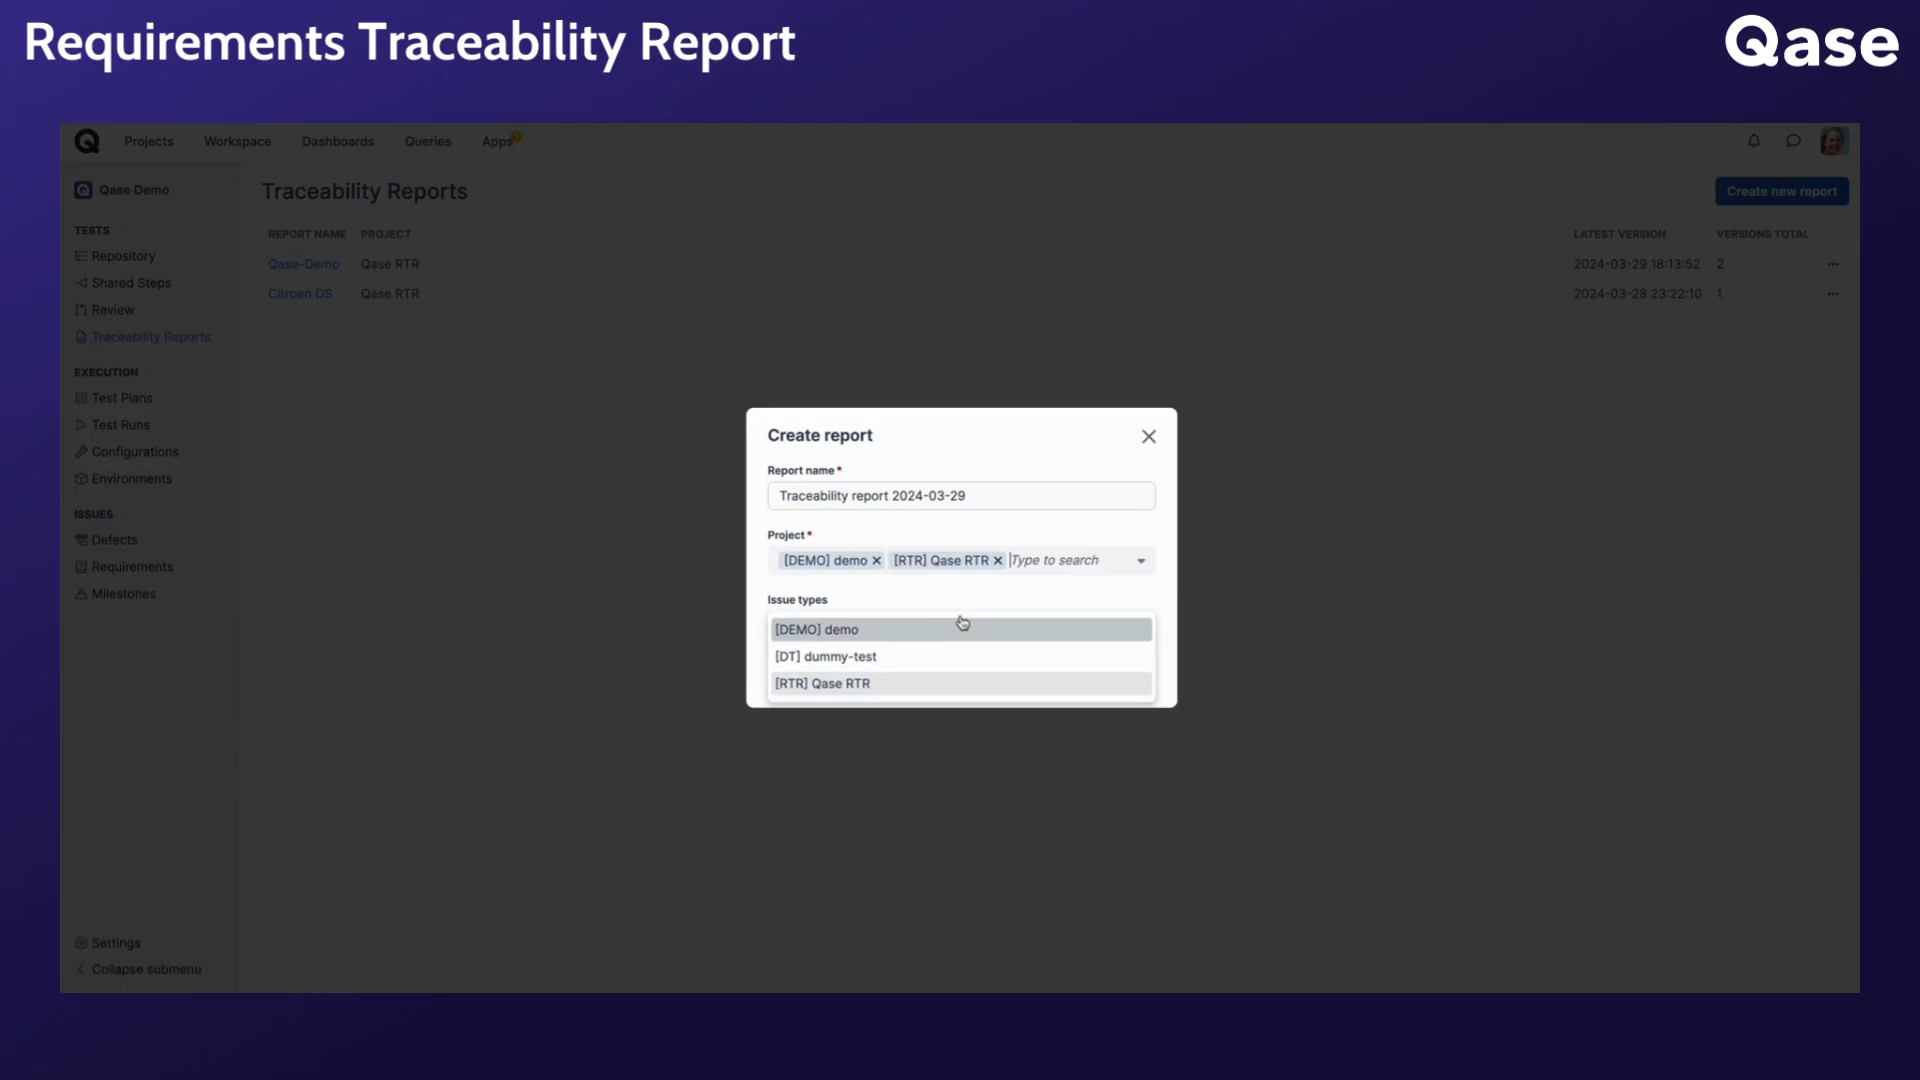 Requirements Traceability Report
Qase
Projects Workspace Dashboards Queries Apps
Qase Demo
Traceability Reports
Create new report
TESTS
Repository
Shared Steps
Review
Traceability Reports
EXECUTION
Test Plans
Test Runs
Configurations
Environments
ISSUES
Defects
Requirements
Milestones
Settings
Collapse submenu
REPORT NAME PROJECT LATEST VERSION VERSIONS TOTAL
Qase-Demo Qase RTR 2024-03-29 18:13:52 2
Citroen DS Qase RTR 2024-03-28 23:22:10 1
Create report
Report name*
Traceability report 2024-03-29
Project*
[DEMO] demo [RTR] Qase RTR Type to search
Issue types
[DEMO] demo
[DT] dummy-test
[RTR] Qase RTR